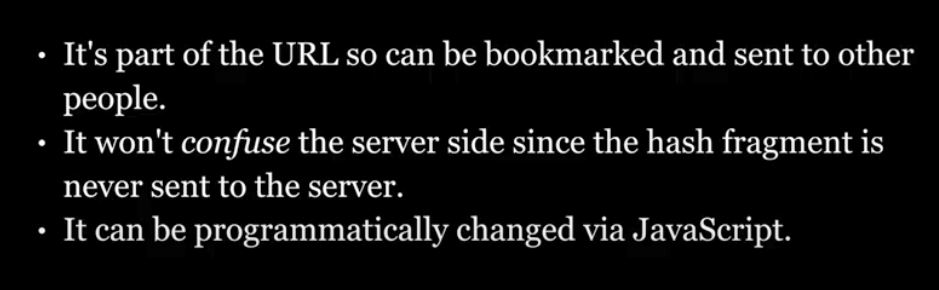 • It's part of the URL so can be bookmarked and sent to other
people.
• It won't confuse the server side since the hash fragment is
never sent to the server.
• It can be programmatically changed via JavaScript.